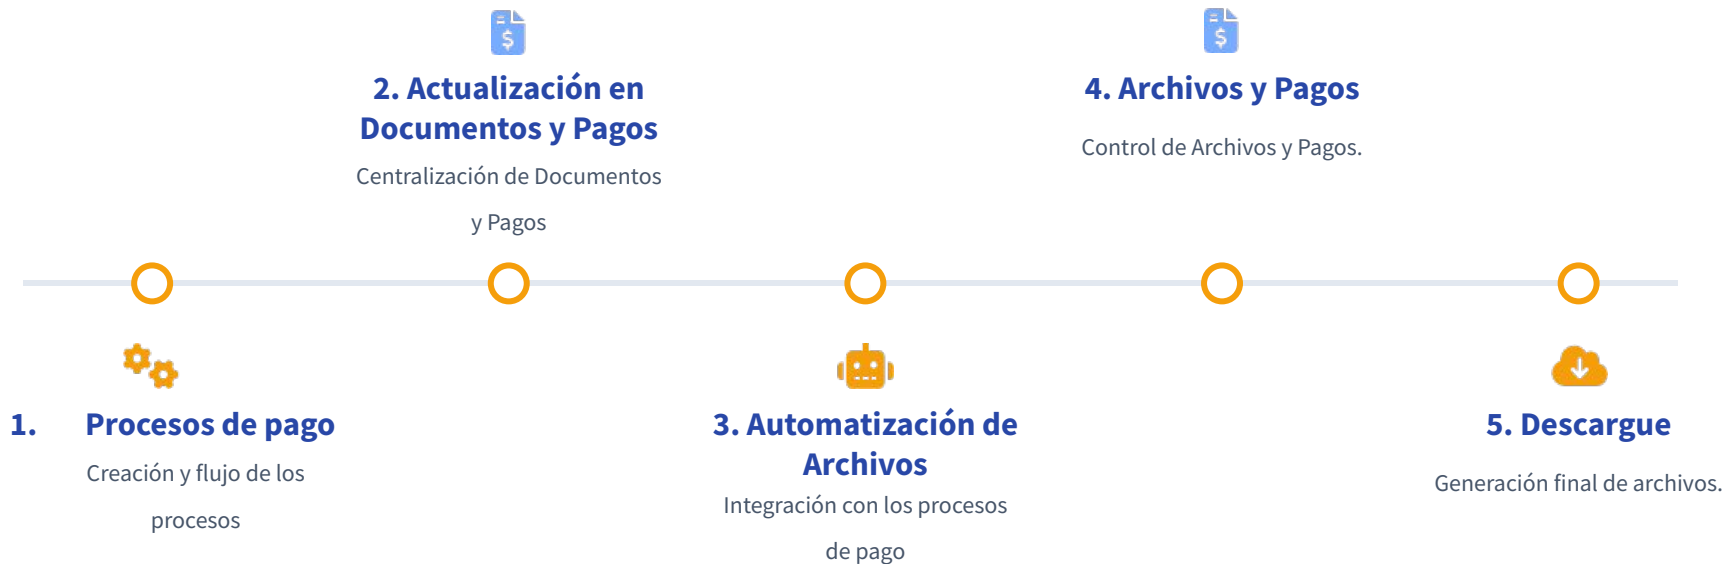 1. Procesos de pago
Creación y flujo de los
procesos
2. Actualización en
Documentos y Pagos
Centralización de Documentos
y Pagos
3. Automatización de
Archivos
Integración con los procesos
de pago
4. Archivos y Pagos
Control de Archivos y Pagos.
5. Descargue
Generación final de archivos.